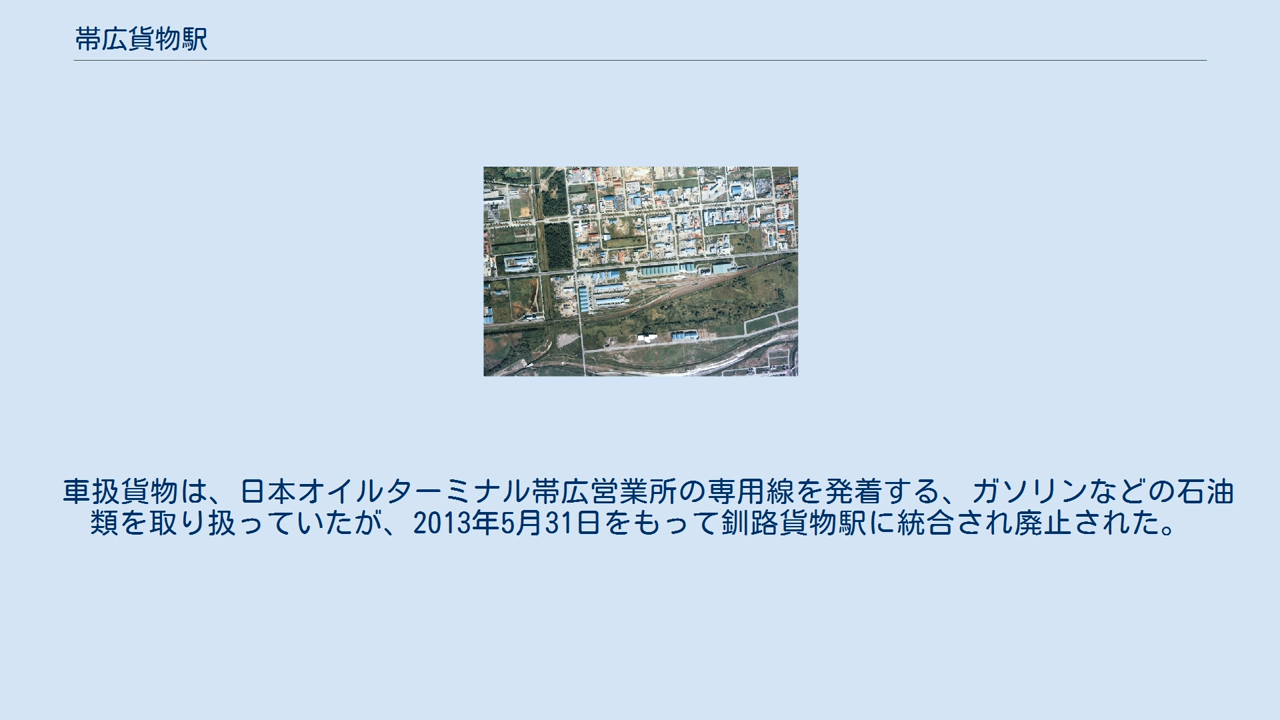 帯広貨物駅
車扱貨物は、日本オイルターミナル帯広営業所の専用線を発着する、ガソリンなどの石油
類を取り扱っていたが、2013年5月31日をもって釧路貨物駅に統合され廃止された。